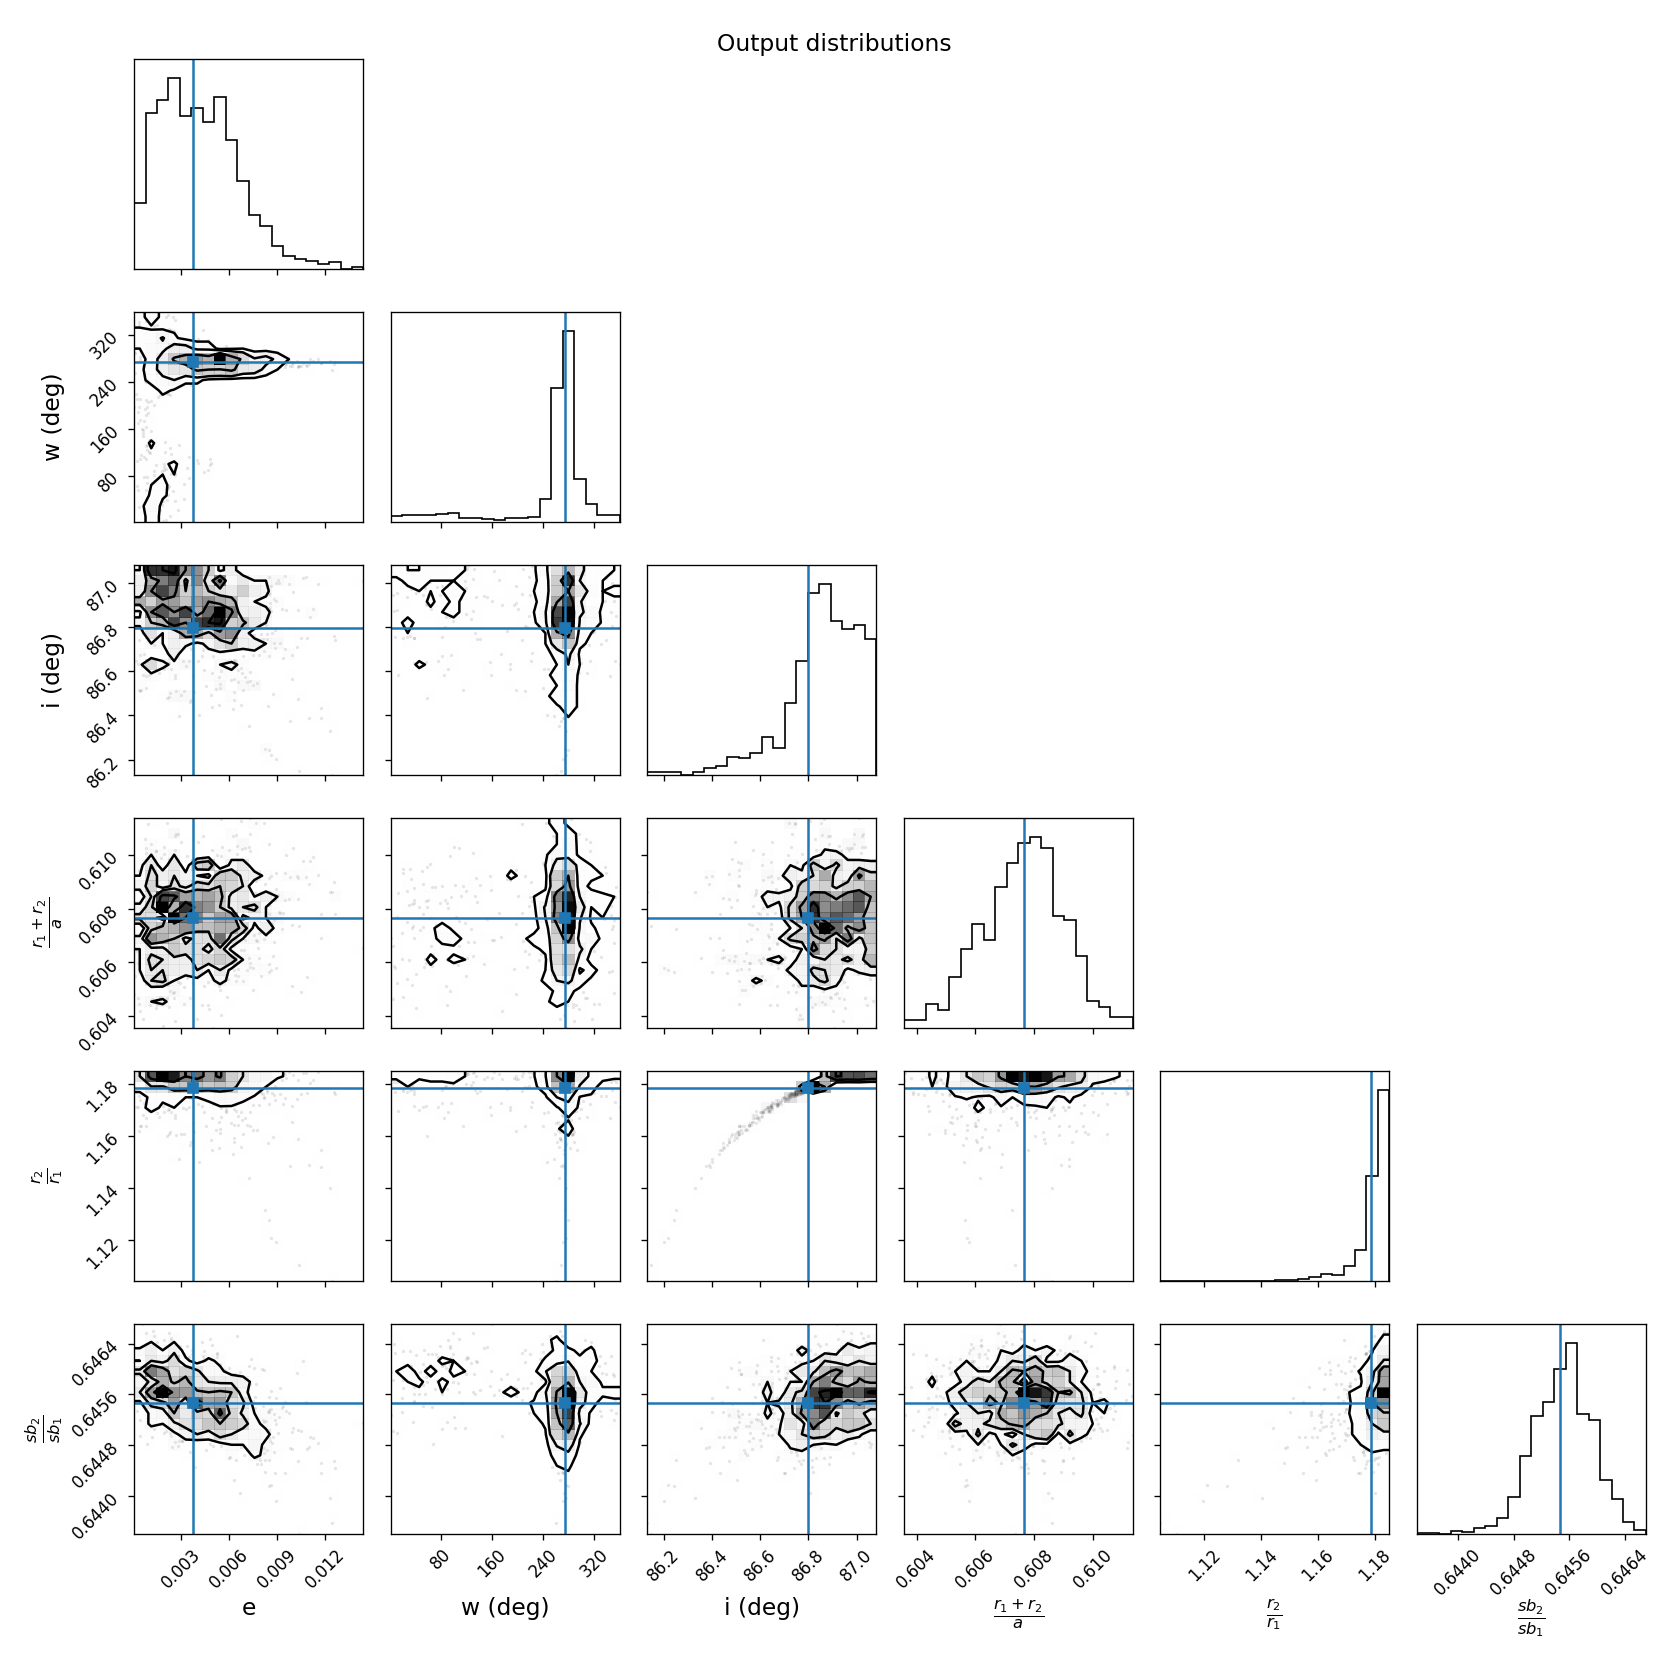 Output distributions
w (deg)
320
240
160
80
i (deg)
87.0
86.8
86.6
86.4
86.2
r1 + r2
a
0.610
0.608
0.606
0.604
r2
r1
1.18
1.16
1.14
1.12
sb2
sb1
0.6464
0.6456
0.6448
0.6440
0.003 0.006 0.009 0.012
80 160 240 320
86.2 86.4 86.6 86.8 87.0
0.604 0.606 0.608 0.610
1.12 1.14 1.16 1.18
0.6440 0.6448 0.6456 0.6464
e
w (deg)
i (deg)
r1 + r2
a
r2
r1
sb2
sb1